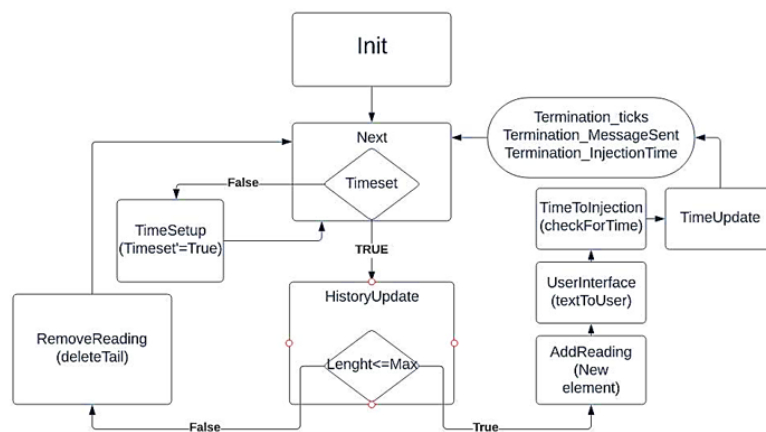 Init
Next
Timeset
False
TRUE
TimeSetup
(Timeset'=True)
HistoryUpdate
Lenght<=Max
False
True
RemoveReading
(deleteTail)
AddReading
(New
element)
UserInterface
(textToUser)
TimeToInjection
(checkForTime)
TimeUpdate
Termination_ticks
Termination_MessageSent
Termination_InjectionTime